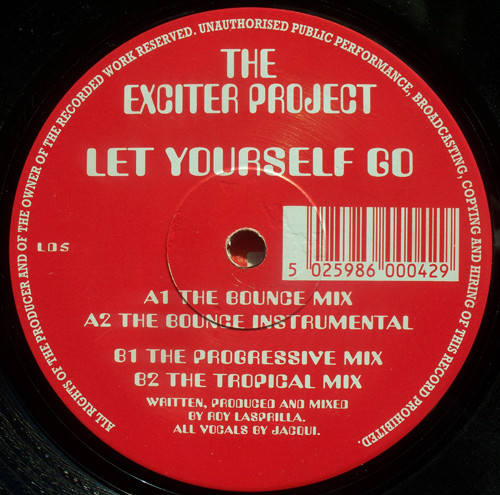 ALL RIGHTS OF THE PRODUCER AND OF THE OWNER OF THE RECORDED WORK RESERVED. UNAUTHORISED PUBLIC PERFORMANCE, BROADCASTING, COPYING AND HIRING OF THIS RECORD PROHIBITED.
THE
EXCITER PROJECT
LET YOURSELF GO
LOS
5 025986 000429
A1 THE BOUNCE MIX
A2 THE BOUNCE INSTRUMENTAL
B1 THE PROGRESSIVE MIX
B2 THE TROPICAL MIX
WRITTEN, PRODUCED AND MIXED
BY ROY LASPRILLA.
ALL VOCALS BY JACQUI.